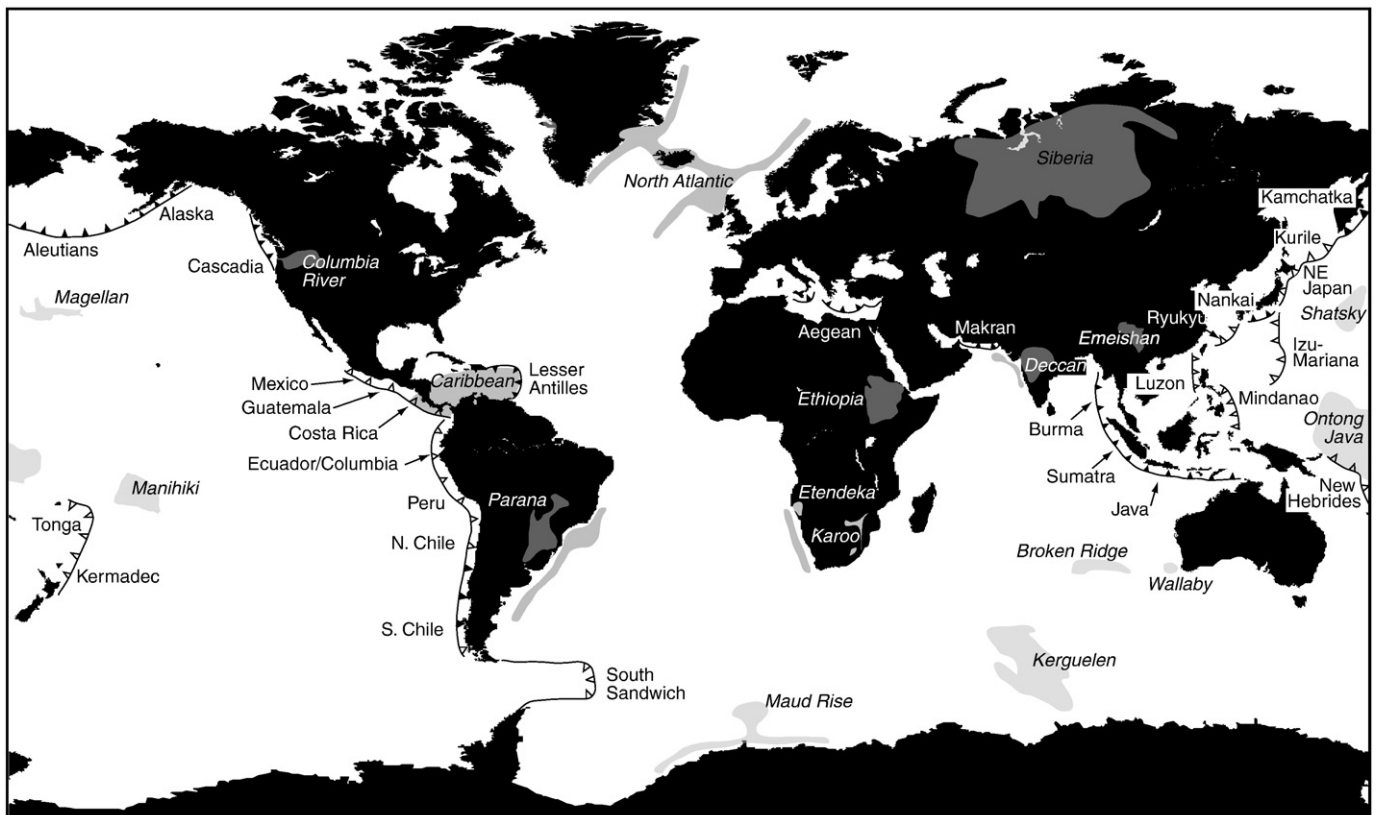 North Atlantic
Siberia
Kamchatka
Alaska
Aleutians
Kurile
Cascadia
Columbia
River
NE
Japan
Magellan
Nankai
Shatsky
Ryukyu
Aegean
Makran
Emeishan
Izu-
Mariana
Mexico
Caribbean
Lesser
Antilles
Deccan
Luzon
Guatemala
Ethiopia
Mindanao
Costa Rica
Burma
Ontong
Java
Ecuador/Columbia
Sumatra
Manihiki
Peru
Parana
Etendeka
New
Hebrides
Java
Tonga
N. Chile
Karoo
Broken Ridge
Kermadec
Wallaby
S. Chile
Kerguelen
South
Sandwich
Maud Rise